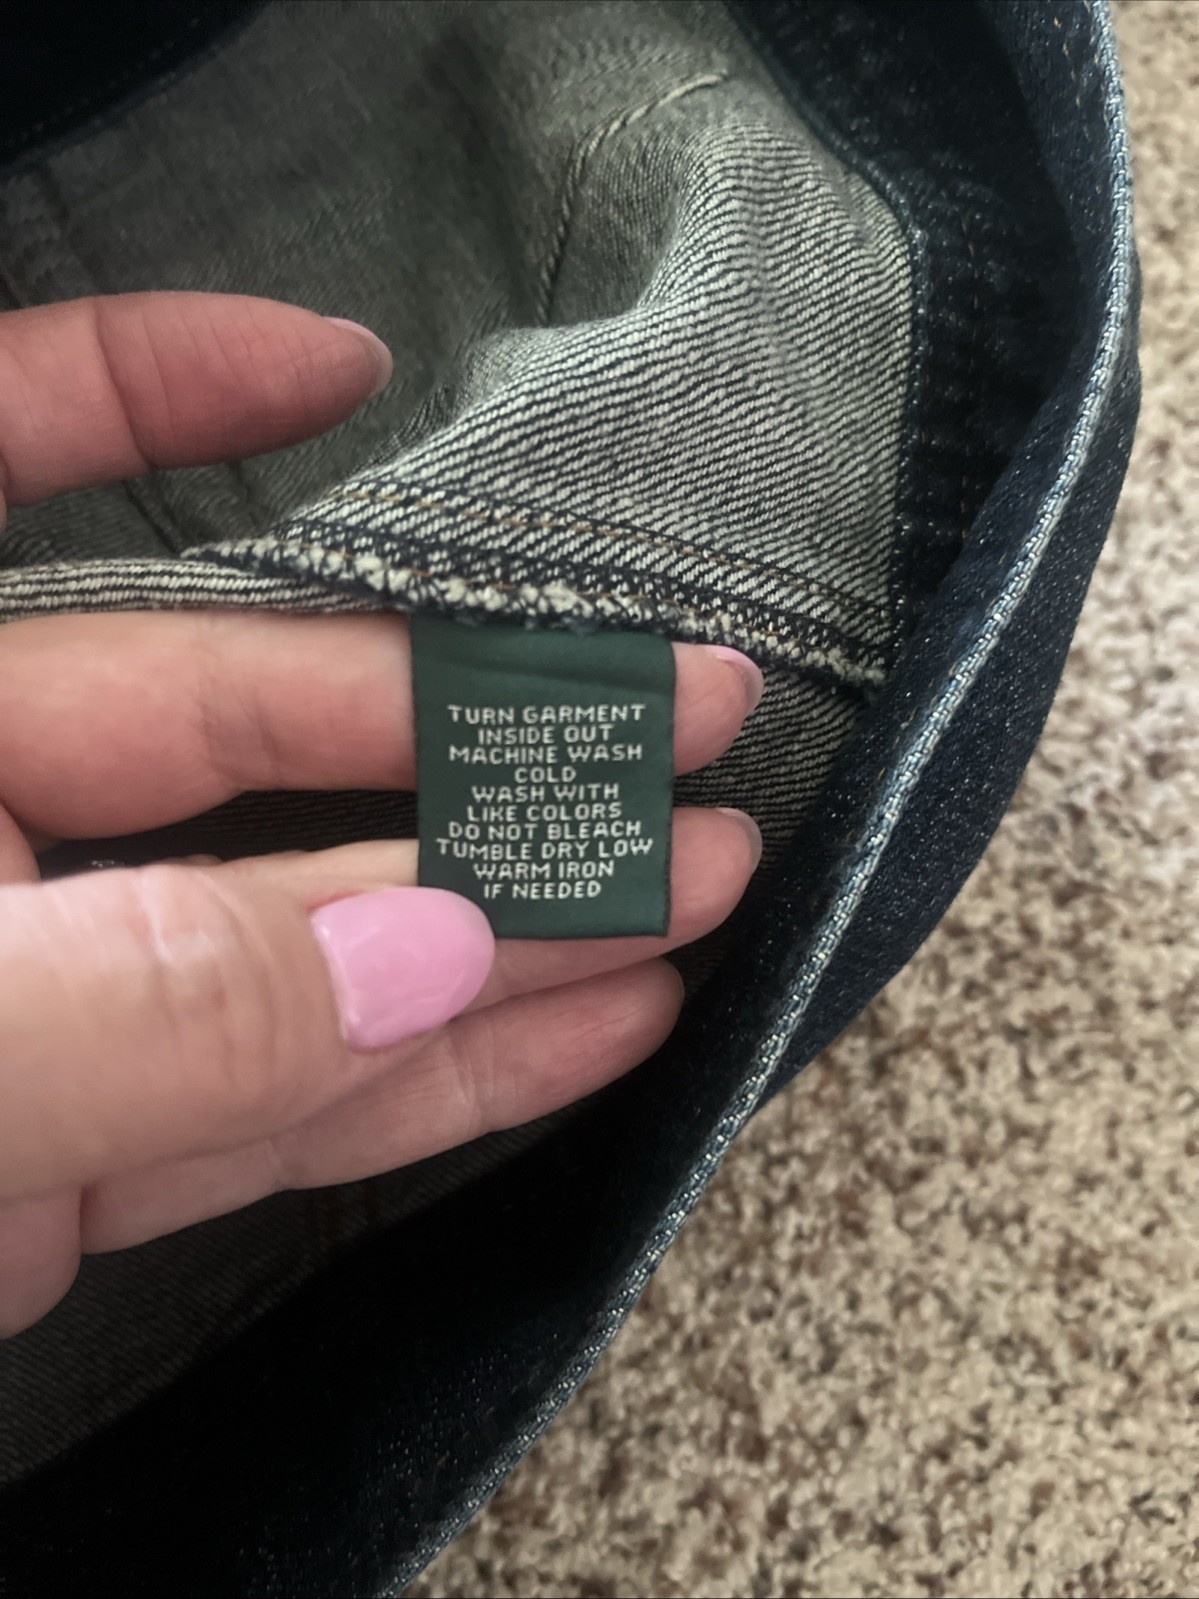 TURN GARMENT
INSIDE OUT
MACHINE WASH
COLD
WASH WITH
LIKE COLORS
DO NOT BLEACH
TUMBLE DRY LOW
WARM IRON
IF NEEDED